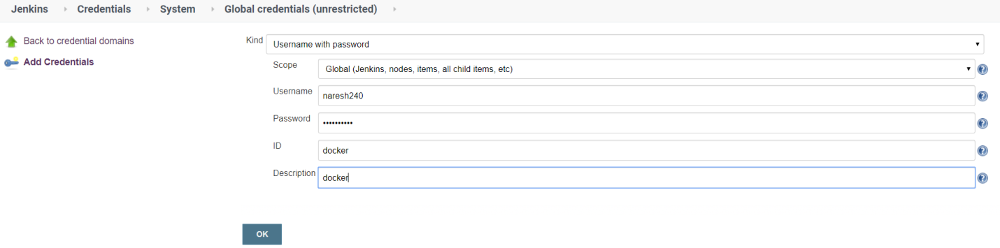 Jenkins Credentials System Global credentials (unrestricted)
Back to credential domains
Add Credentials
Kind Username with password
Scope Global (Jenkins, nodes, items, all child items, etc)
Username naresh240
Password ••••••••••
ID docker
Description docker
OK